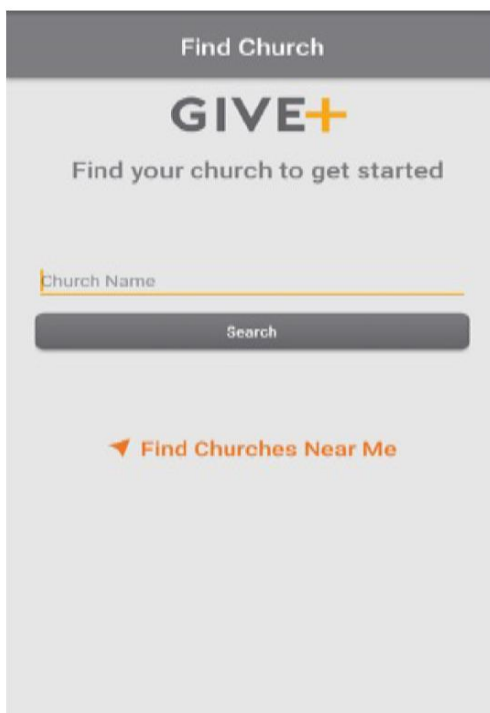 Find Church
GIVE+
Find your church to get started
Church Name
Search
Find Churches Near Me